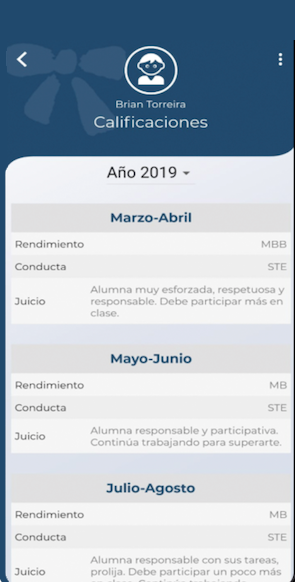 Brian Torreira
Calificaciones
Año 2019
Marzo-Abril
Rendimiento MBB
Conducta STE
Juicio Alumna muy esforzada, respetuosa y
responsable. Debe participar más en
clase.
Mayo-Junio
Rendimiento MB
Conducta STE
Juicio Alumna responsable y participativa.
Continúa trabajando para superarte.
Julio-Agosto
Rendimiento MB
Conducta STE
Juicio Alumna responsable con sus tareas,
prolija. Debe participar un poco más